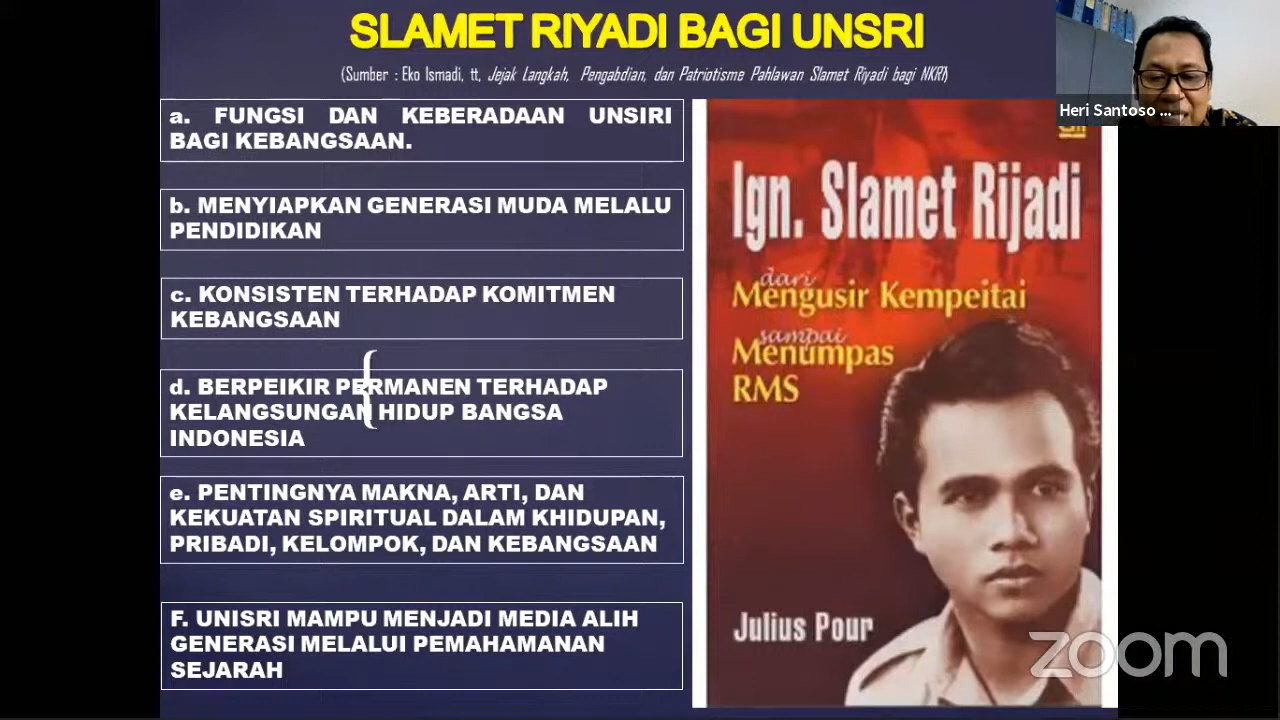 SLAMET RIYADI BAGI UNSRI
(Sumber : Eko Ismadi, tt, Jejak Langkah, Pengabdian, dan Patriotisme Pahlawan Slamet Riyadi bagi NKRI)
Heri Santoso ...
a. FUNGSI DAN KEBERADAAN UNSIRI
BAGI KEBANGSAAN.
b. MENYIAPKAN GENERASI MUDA MELALU
PENDIDIKAN
c. KONSISTEN TERHADAP KOMITMEN
KEBANGSAAN
{
d. BERPEIKIR PERMANEN TERHADAP
KELANGSUNGAN HIDUP BANGSA
INDONESIA
e. PENTINGNYA MAKNA, ARTI, DAN
KEKUATAN SPIRITUAL DALAM KHIDUPAN,
PRIBADI, KELOMPOK, DAN KEBANGSAAN
F. UNISRI MAMPU MENJADI MEDIA ALIH
GENERASI MELALUI PEMAHAMANAN
SEJARAH
Ign. Slamet Rijadi
dari
Mengusir Kempeitai
sampai
Menumpas
RMS
Julius Pour
zoom